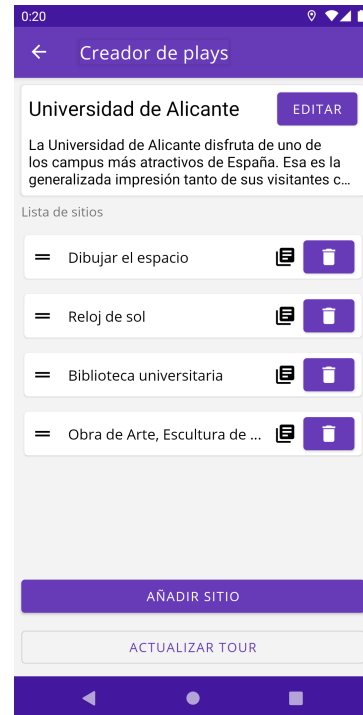 0:20
Creador de plays
Universidad de Alicante
EDITAR
La Universidad de Alicante disfruta de uno de
los campus más atractivos de España. Esa es la
generalizada impresión tanto de sus visitantes c...
Lista de sitios
Dibujar el espacio
Reloj de sol
Biblioteca universitaria
Obra de Arte, Escultura de ...
AÑADIR SITIO
ACTUALIZAR TOUR